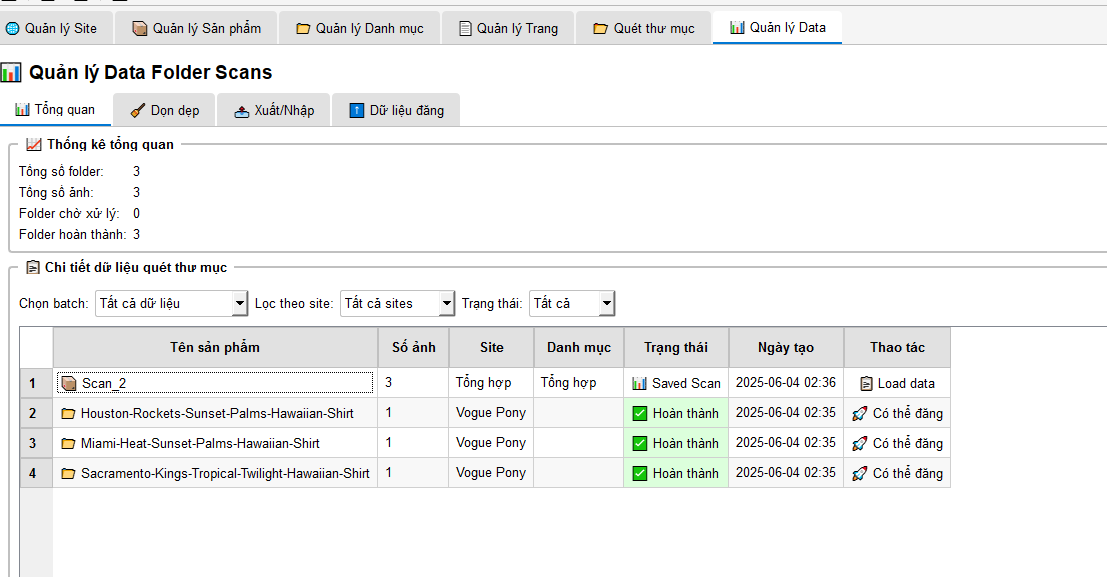 Quản lý Site Quản lý Sản phẩm Quản lý Danh mục Quản lý Trang Quét thư mục Quản lý Data
Quản lý Data Folder Scans
Tổng quan Dọn dẹp Xuất/Nhập Dữ liệu đăng
Thống kê tổng quan
Tổng số folder: 3
Tổng số ảnh: 3
Folder chờ xử lý: 0
Folder hoàn thành: 3
Chi tiết dữ liệu quét thư mục
Chọn batch: Tất cả dữ liệu Lọc theo site: Tất cả sites Trạng thái: Tất cả
Tên sản phẩm Số ảnh Site Danh mục Trạng thái Ngày tạo Thao tác
1 Scan_2 3 Tổng hợp Tổng hợp Saved Scan 2025-06-04 02:36 Load data
2 Houston-Rockets-Sunset-Palms-Hawaiian-Shirt 1 Vogue Pony Hoàn thành 2025-06-04 02:35 Có thể đăng
3 Miami-Heat-Sunset-Palms-Hawaiian-Shirt 1 Vogue Pony Hoàn thành 2025-06-04 02:35 Có thể đăng
4 Sacramento-Kings-Tropical-Twilight-Hawaiian-Shirt 1 Vogue Pony Hoàn thành 2025-06-04 02:35 Có thể đăng